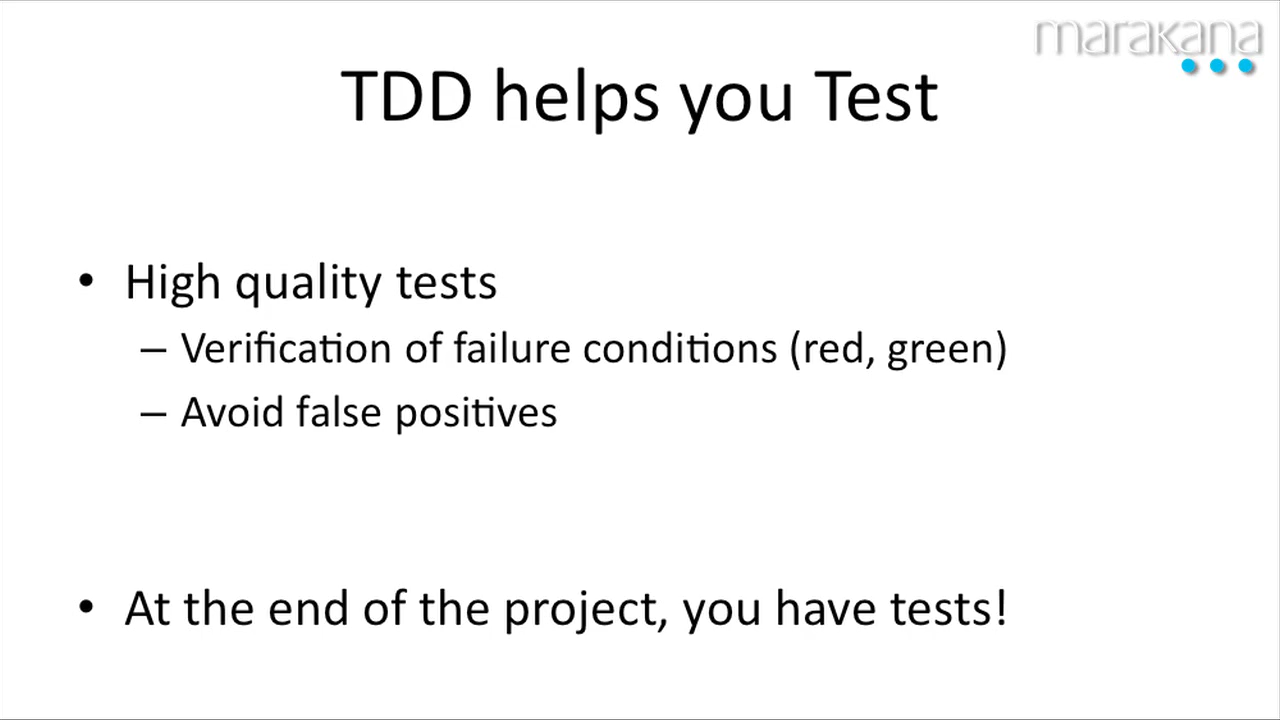 marakana
TDD helps you Test
• High quality tests
– Verification of failure conditions (red, green)
– Avoid false positives
• At the end of the project, you have tests!